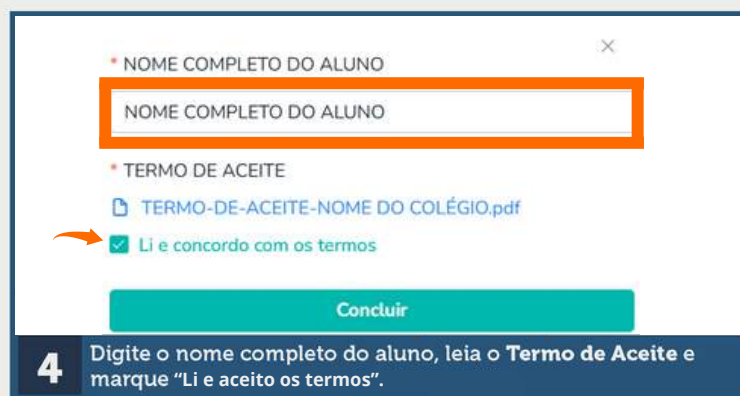 * NOME COMPLETO DO ALUNO
NOME COMPLETO DO ALUNO
* TERMO DE ACEITE
TERMO-DE-ACEITE-NOME DO COLÉGIO.pdf
Li e concordo com os termos
Concluir
4
Digite o nome completo do aluno, leia o Termo de Aceite e
marque “Li e aceito os termos”.